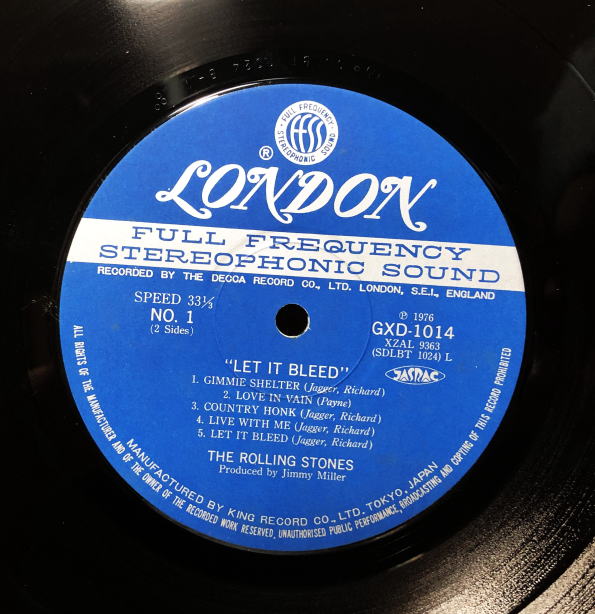 FULL FREQUENCY
ffss
STEREOPHONIC SOUND
®
LONDON
FULL FREQUENCY
STEREOPHONIC SOUND
RECORDED BY THE DECCA RECORD CO., LTD. LONDON, S.E.I., ENGLAND
SPEED 33⅓
NO. 1
(2 Sides)
Ⓟ 1976
GXD-1014
XZAL 9363
(SDLBT 1024) L
JASRAC
"LET IT BLEED"
1. GIMMIE SHELTER (Jagger, Richard)
2. LOVE IN VAIN (Payne)
3. COUNTRY HONK (Jagger, Richard)
4. LIVE WITH ME (Jagger, Richard)
5. LET IT BLEED (Jagger, Richard)
THE ROLLING STONES
Produced by Jimmy Miller
MANUFACTURED BY KING RECORD CO., LTD. TOKYO, JAPAN
ALL RIGHTS OF THE MANUFACTURER AND OF THE OWNER OF THE RECORDED WORK RESERVED, UNAUTHORISED PUBLIC PERFORMANCE, BROADCASTING AND COPYING OF THIS RECORD PROHIBITED